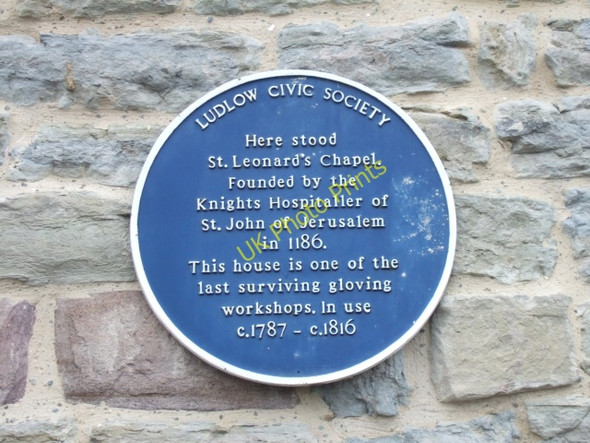 LUDLOW CIVIC SOCIETY
Here stood
St. Leonard's' Chapel.
Founded by the
Knights Hospitaller of
St. John of Jerusalem
in 1186.
This house is one of the
last surviving gloving
workshops. In use
c.1787 - c.1816
UK Photo Prints